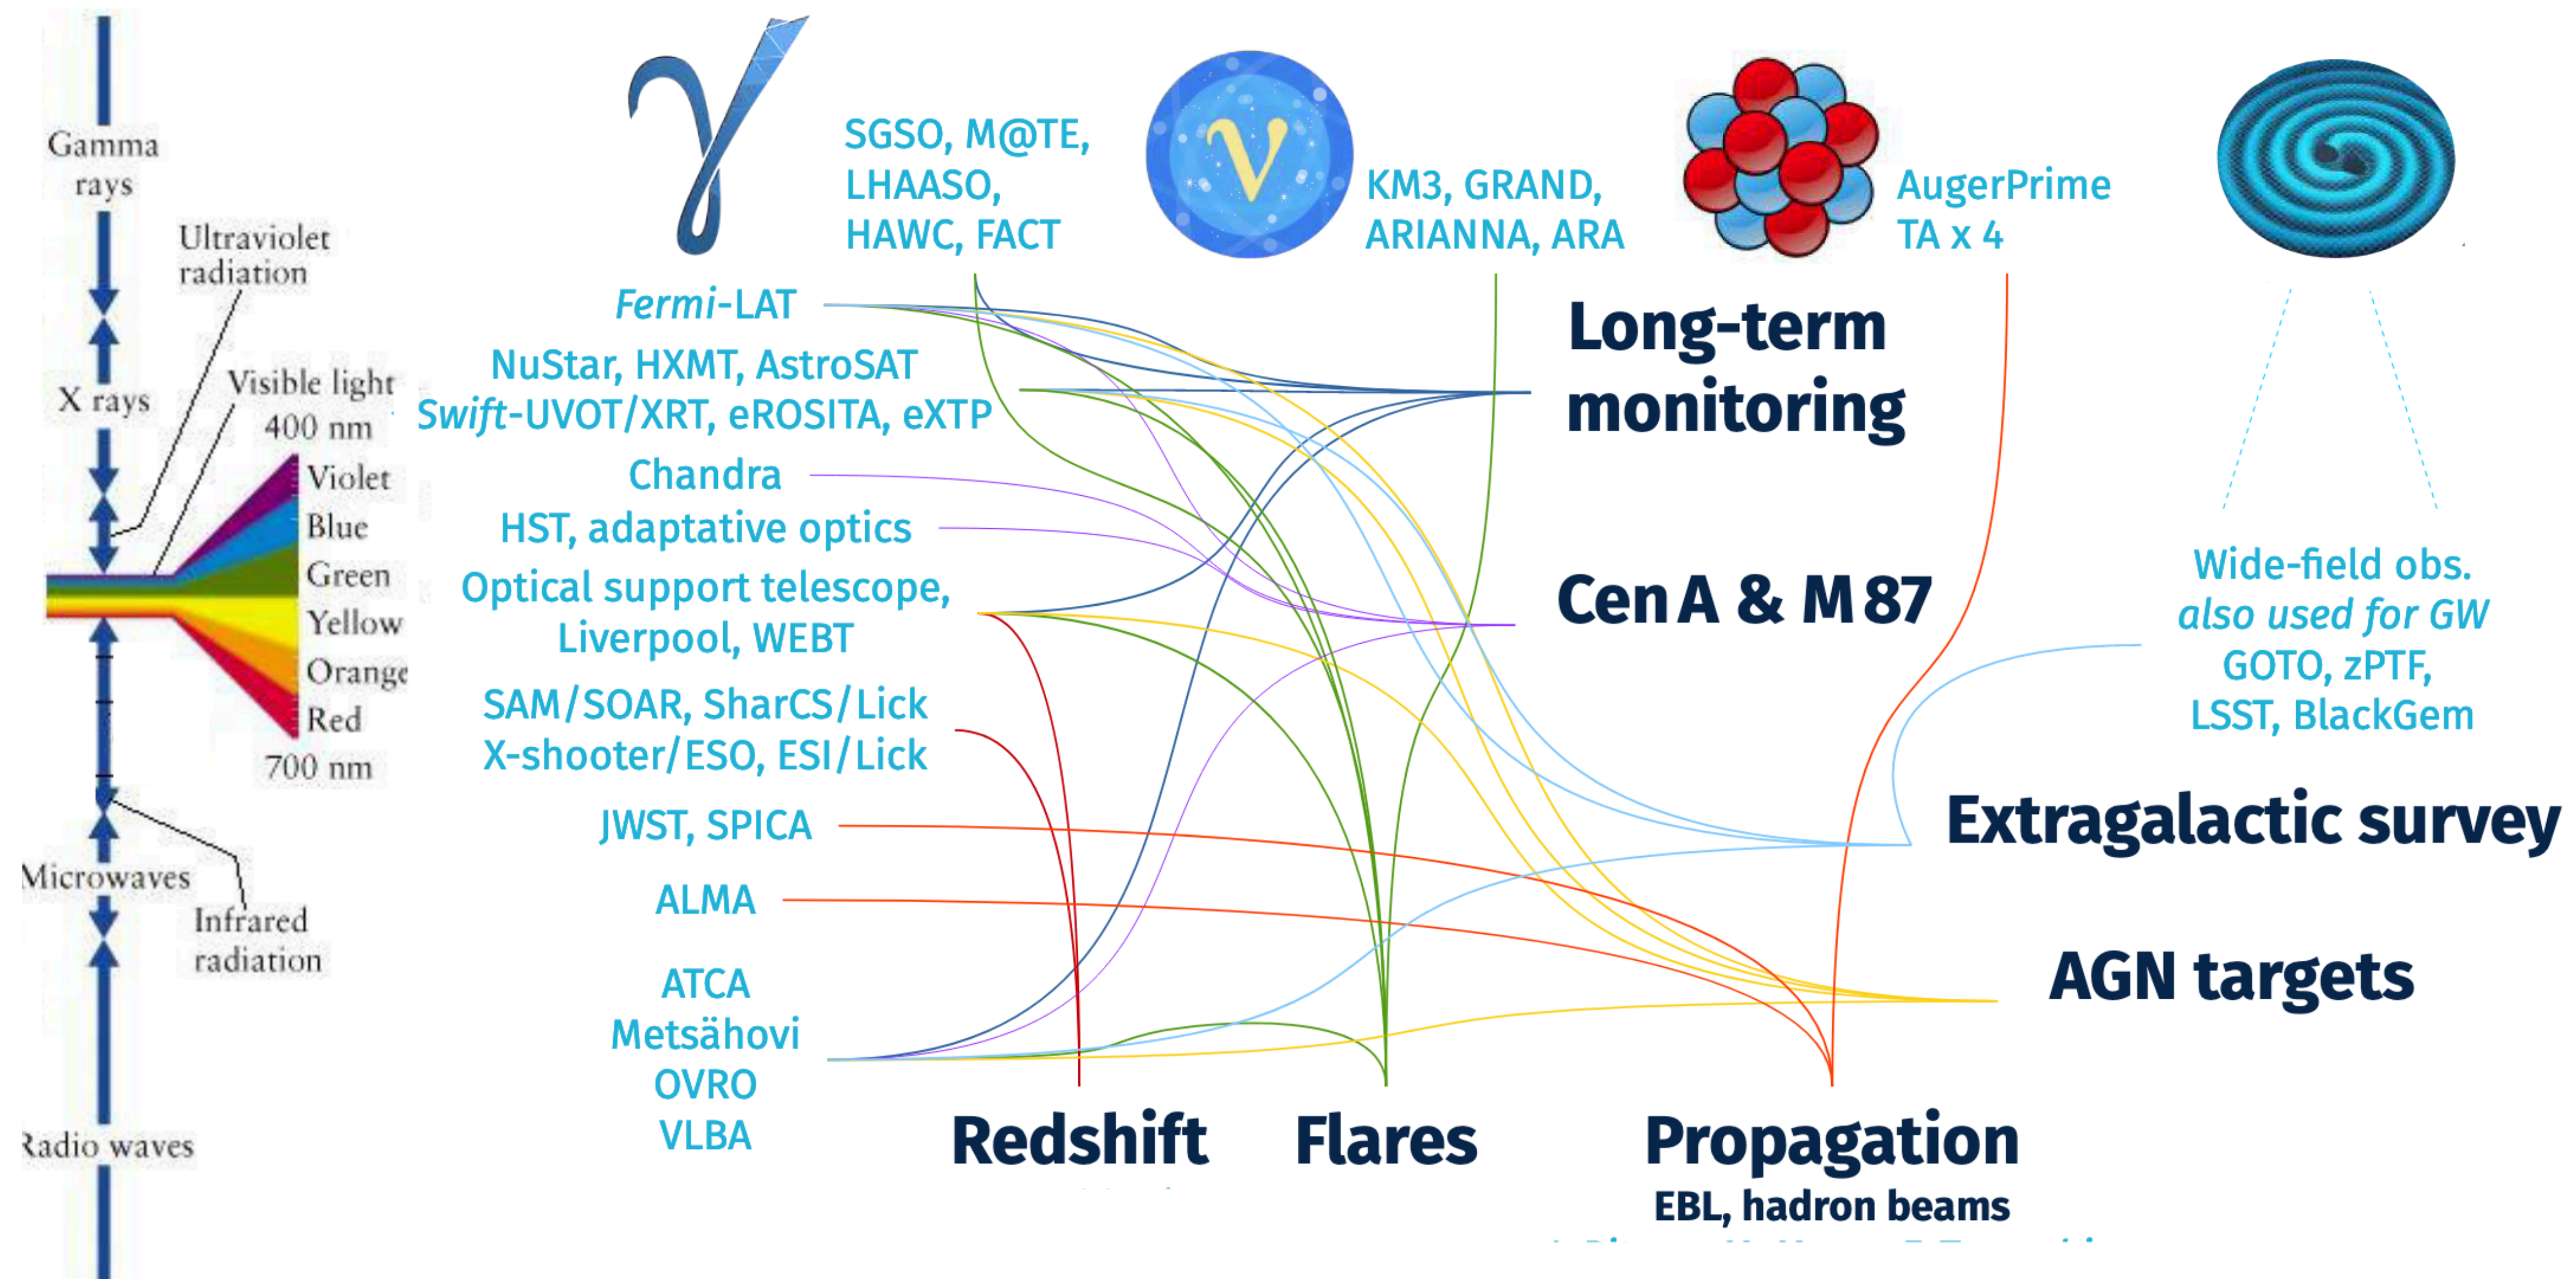 Gamma
rays
Ultraviolet
radiation
X rays
Visible light
400 nm
Violet
Blue
Green
Yellow
Orange
Red
700 nm
Microwaves
Infrared
radiation
Radio waves
γ
SGSO, M@TE,
LHAASO,
HAWC, FACT
ν
KM3, GRAND,
ARIANNA, ARA
AugerPrime
TA x 4
Fermi-LAT
NuStar, HXMT, AstroSAT
Swift-UVOT/XRT, eROSITA, eXTP
Chandra
HST, adaptative optics
Optical support telescope,
Liverpool, WEBT
SAM/SOAR, SharCS/Lick
X-shooter/ESO, ESI/Lick
JWST, SPICA
ALMA
ATCA
Metsähovi
OVRO
VLBA
Long-term
monitoring
Cen A & M 87
Wide-field obs.
also used for GW
GOTO, zPTF,
LSST, BlackGem
Extragalactic survey
AGN targets
Redshift
Flares
Propagation
EBL, hadron beams